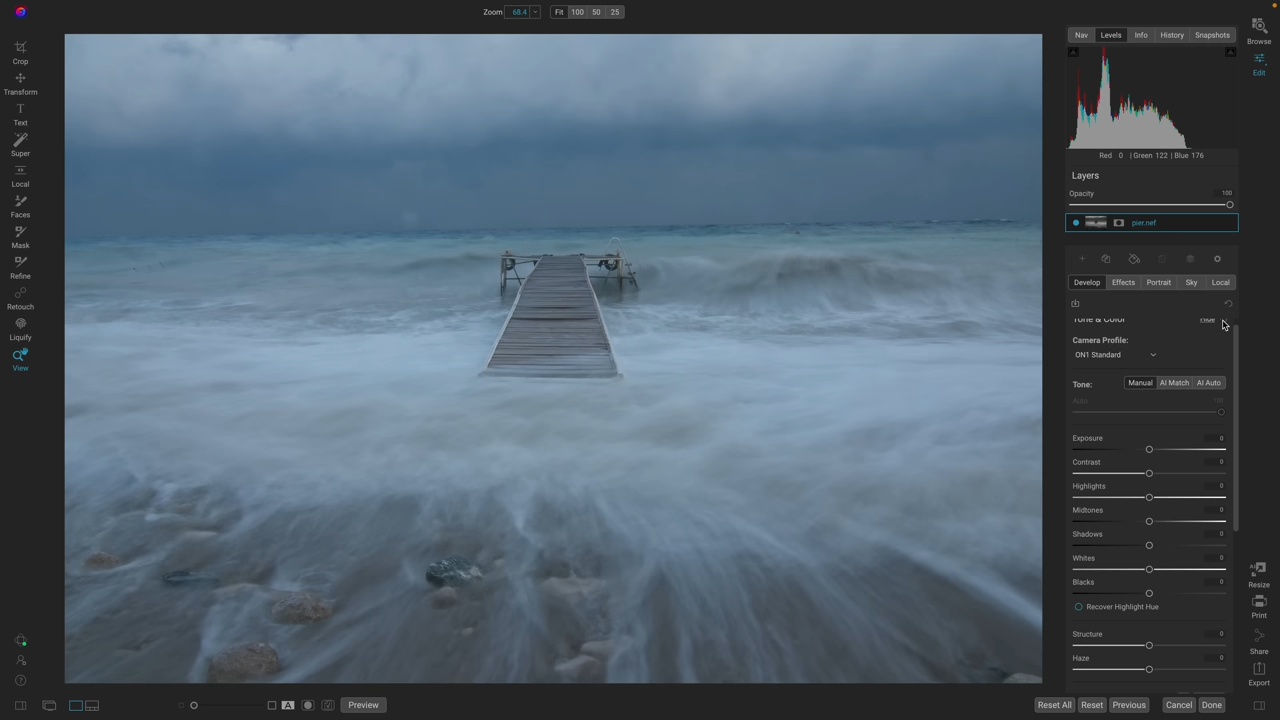 Zoom 68.4 Fit 100 50 25
Crop
Transform
Text
Super
Local
Faces
Mask
Refine
Retouch
Liquify
View
Nav Levels Info History Snapshots
Red 0 | Green 122 | Blue 176
Layers
Opacity 100
pier.nef
Develop Effects Portrait Sky Local
Tone & Color Hide
Camera Profile:
ON1 Standard
Tone: Manual AI Match AI Auto
Auto 100
Exposure 0
Contrast 0
Highlights 0
Midtones 0
Shadows 0
Whites 0
Blacks 0
Recover Highlight Hue
Structure 0
Haze 0
Browse
Edit
AI
Resize
Print
Share
Export
A Preview
Reset All Reset Previous Cancel Done